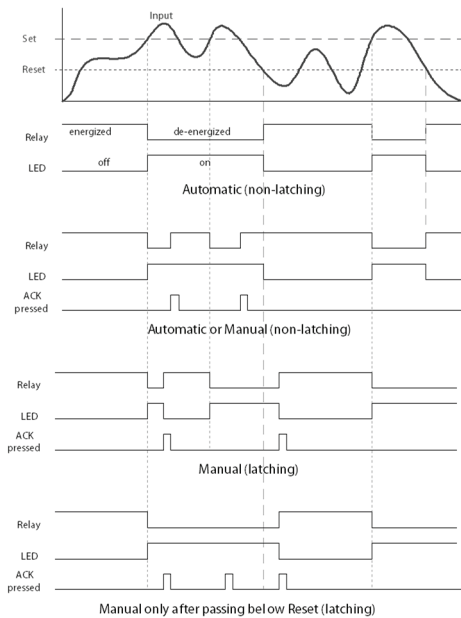 Input
Set
Reset
Relay
energized
de-energized
LED
off
on
Automatic (non-latching)
Relay
LED
ACK
pressed
Automatic or Manual (non-latching)
Relay
LED
ACK
pressed
Manual (latching)
Relay
LED
ACK
pressed
Manual only after passing below Reset (latching)